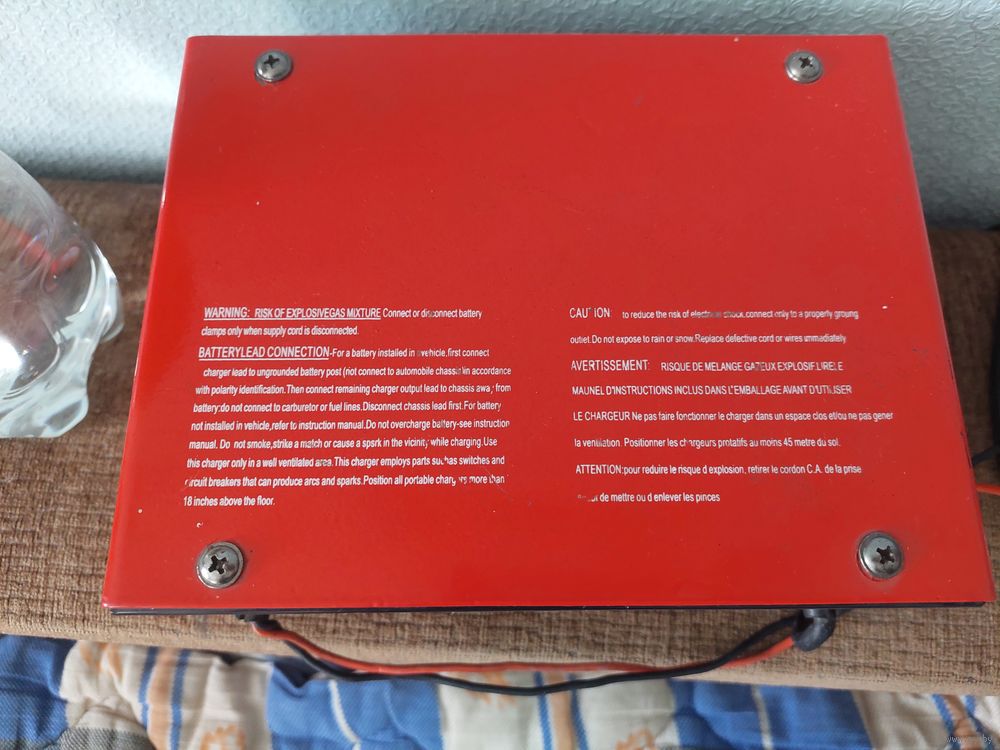 WARNING: RISK OF EXPLOSIVEGAS MIXTURE Connect or disconnect battery
clamps only when supply cord is disconnected.
BATTERYLEAD CONNECTION-For a battery installed in vehicle,first connect
charger lead to ungrounded battery post (not connect to automobile chassis)in accordance
with polarity identification.Then connect remaining charger output lead to chassis away from
battery:do not connect to carburetor or fuel lines.Disconnect chassis lead first.For battery
not installed in vehicle,refer to instruction manual.Do not overcharge battery-see instruction
manual. Do not smoke,strike a match or cause a spark in the vicinity while charging.Use
this charger only in a well ventilated area.This charger employs parts such as switches and
circuit breakers that can produce arcs and sparks.Position all portable chargers more than
18 inches above the floor.
CAUTION: to reduce the risk of electrical shock,connect only to a properly groung
outlet.Do not expose to rain or snow.Replace defective cord or wires immediately
AVERTISSEMENT: RISQUE DE MELANGE GAZEUX EXPLOSIF.LIRE LE
MAUNEL D'INSTRUCTIONS INCLUS DANS L'EMBALLAGE AVANT D'UTILISER
LE CHARGEUR Ne pas faire fonctionner le charger dans un espace clos et/ou ne pas gener
la ventilation. Positionner les chergeurs protatifs au moins 45 metre du sol.
ATTENTION:pour reduire le risque d explosion, retirer le cordon C.A. de la prise
de mettre ou d enlever les pinces